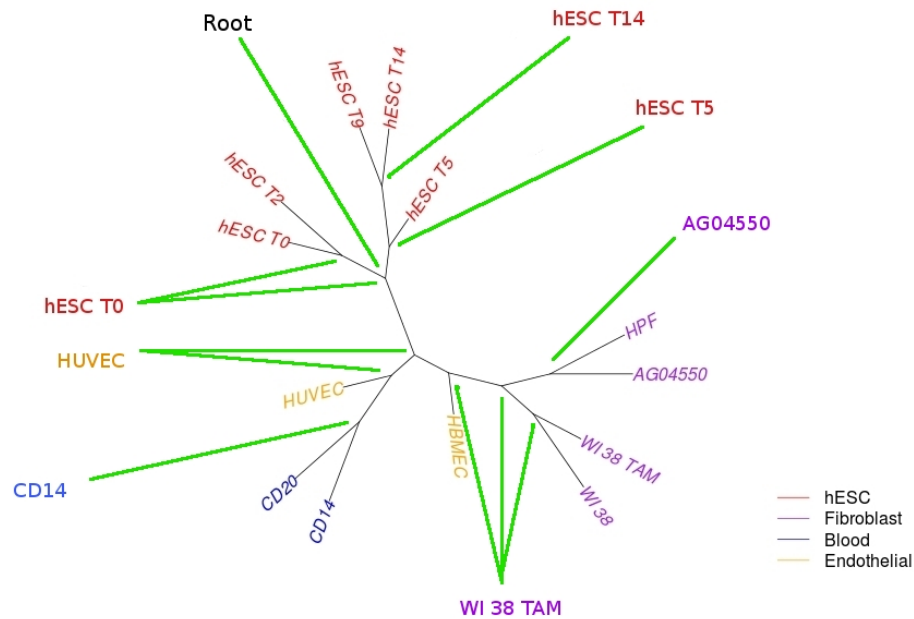 Root
hESC T14
hESC T9
hESC T14
hESC T5
hESC T2
hESC T5
hESC T0
AG04550
hESC T0
HPF
HUVEC
AG04550
HUVEC
HBMEC
WI 38 TAM
CD14
CD20
WI 38
CD14
hESC
Fibroblast
Blood
Endothelial
WI 38 TAM